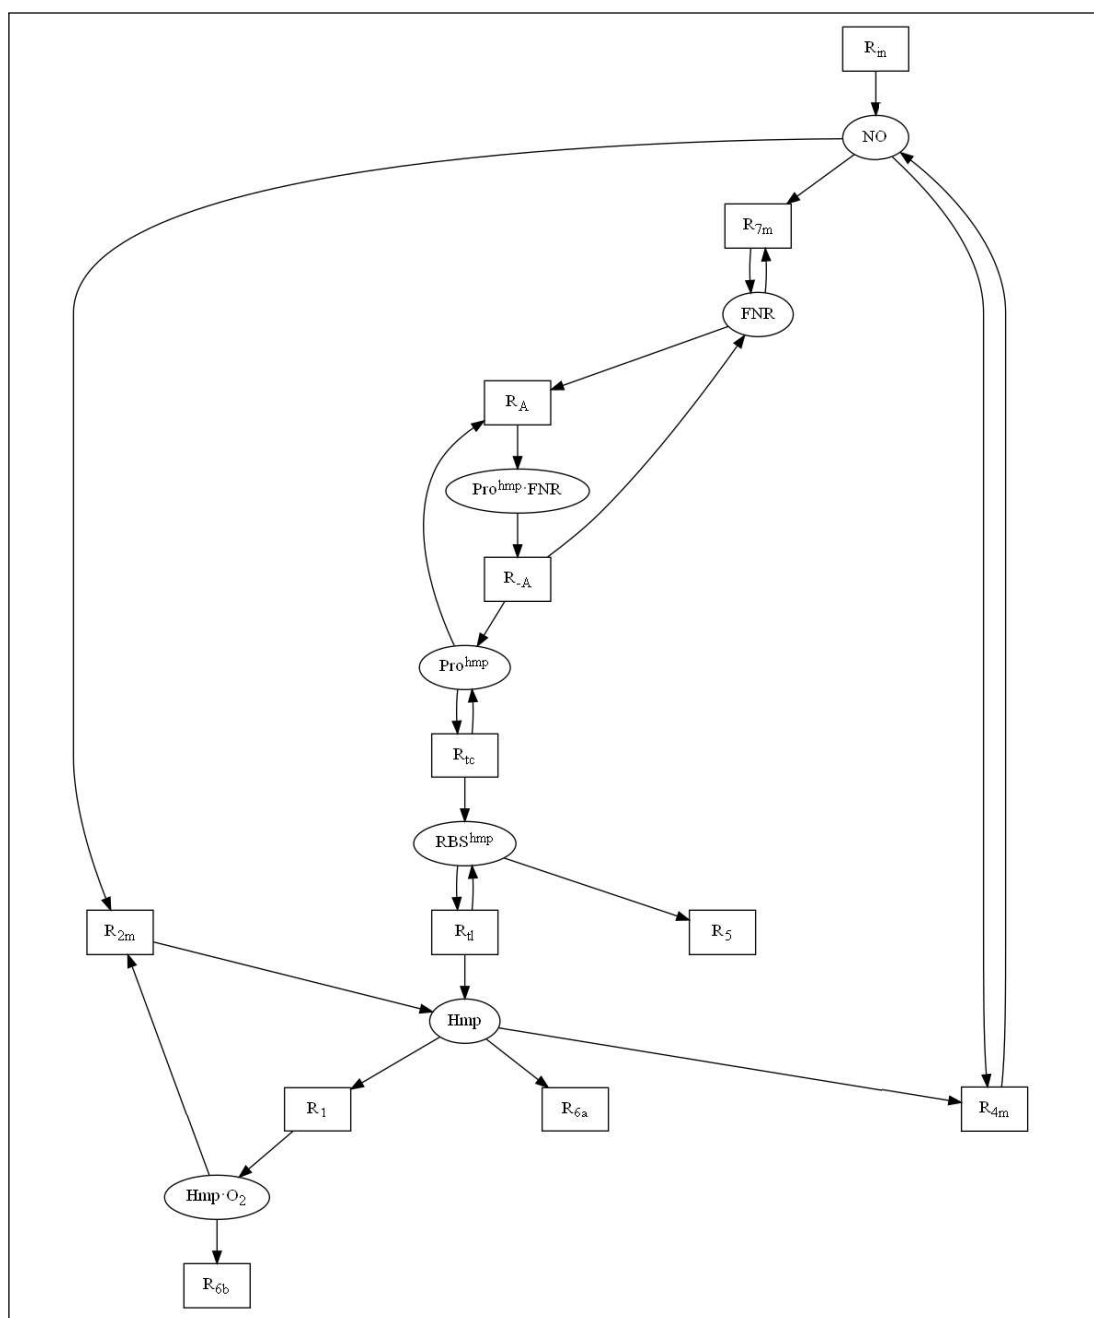 R_in
NO
R_7m
FNR
R_A
Pro^hmp·FNR
R_-A
Pro^hmp
R_tc
RBS^hmp
R_2m
R_tl
R_5
Hmp
R_1
R_6a
R_4m
Hmp·O_2
R_6b